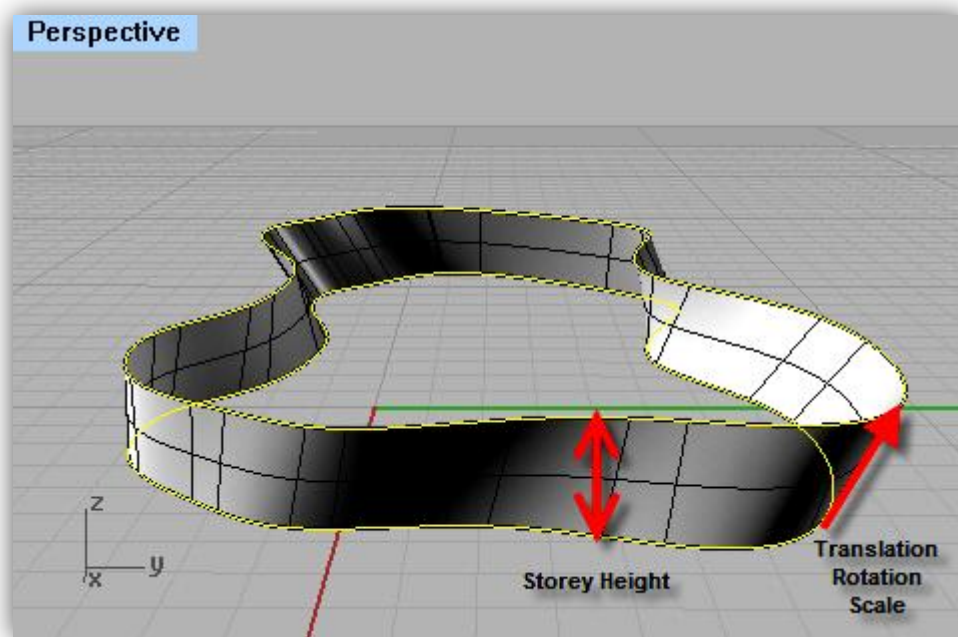 Perspective
z
y
x
Storey Height
Translation
Rotation
Scale